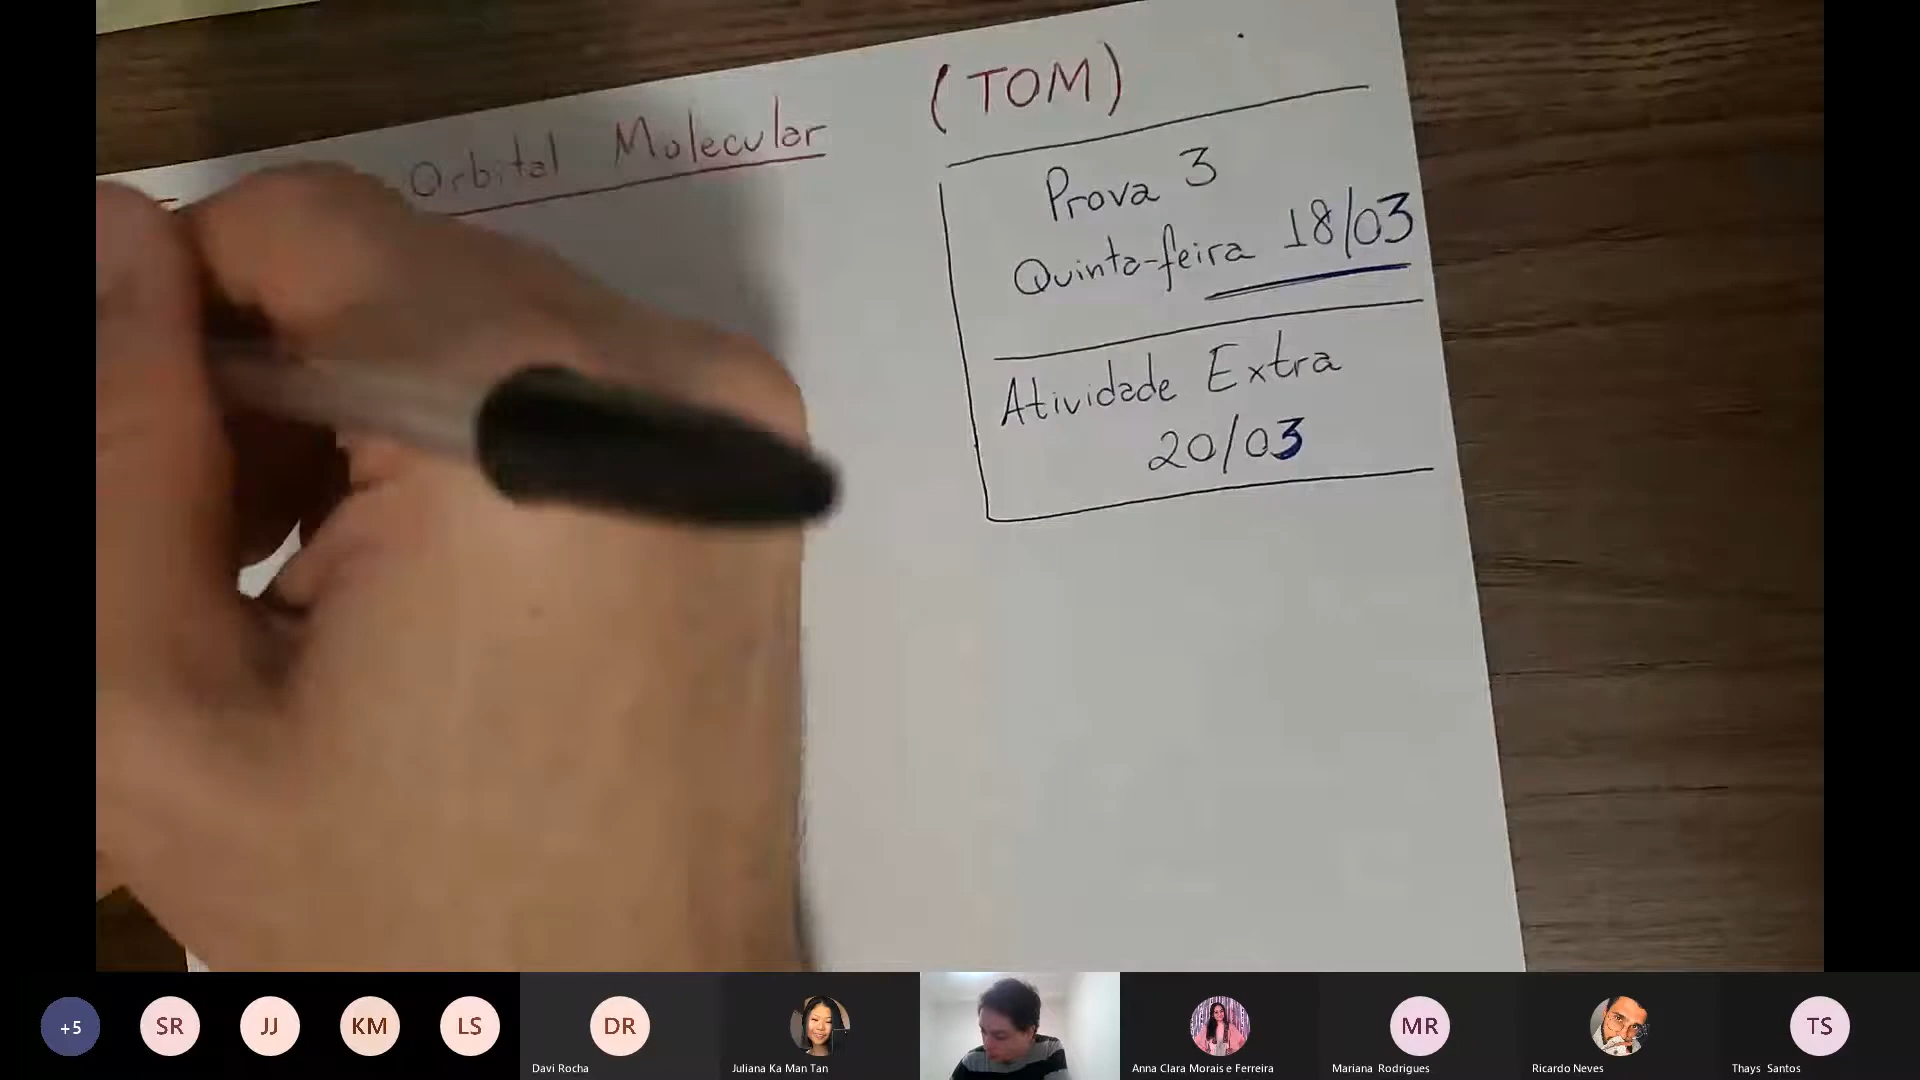 Orbital Molecular (TOM)
Prova 3
Quinta-feira 18/03
Atividade Extra
20/03
+5
SR
JJ
KM
LS
DR
MR
TS
Davi Rocha
Juliana Ka Man Tan
Anna Clara Morais e Ferreira
Mariana Rodrigues
Ricardo Neves
Thays Santos